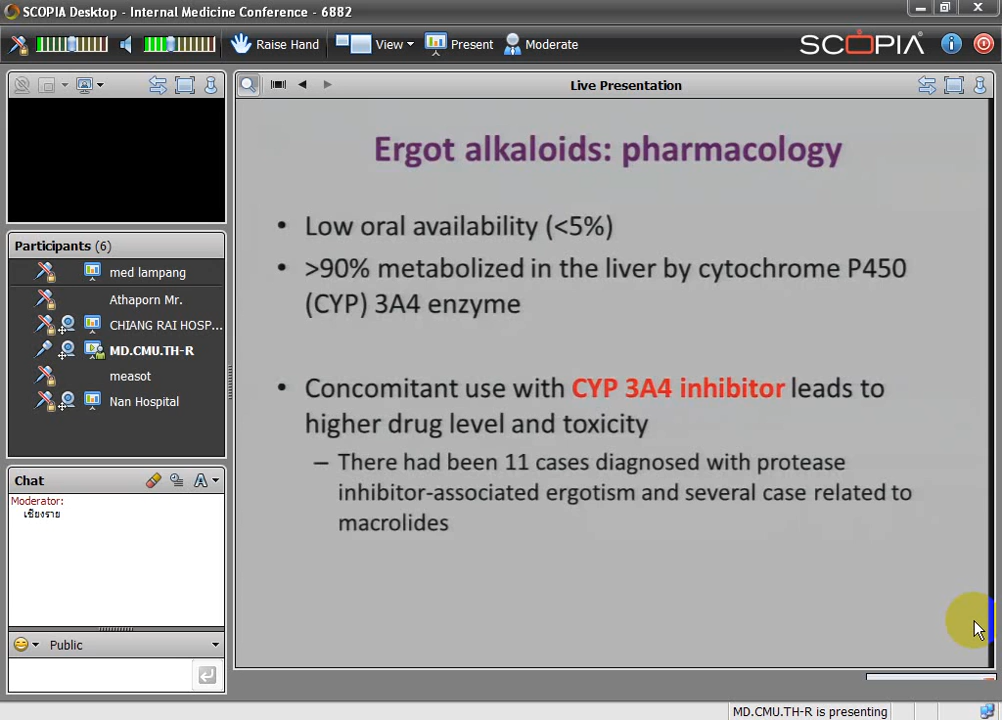 SCOPIA Desktop - Internal Medicine Conference - 6882
Raise Hand
View
Present
Moderate
SCOPIA
Live Presentation
Participants (6)
med lampang
Athaporn Mr.
CHIANG RAI HOSP...
MD.CMU.TH-R
measot
Nan Hospital
Chat
A
Moderator:
เชียงราย
Public
Ergot alkaloids: pharmacology
• Low oral availability (<5%)
• >90% metabolized in the liver by cytochrome P450
(CYP) 3A4 enzyme
• Concomitant use with CYP 3A4 inhibitor leads to
higher drug level and toxicity
– There had been 11 cases diagnosed with protease
inhibitor-associated ergotism and several case related to
macrolides
MD.CMU.TH-R is presenting